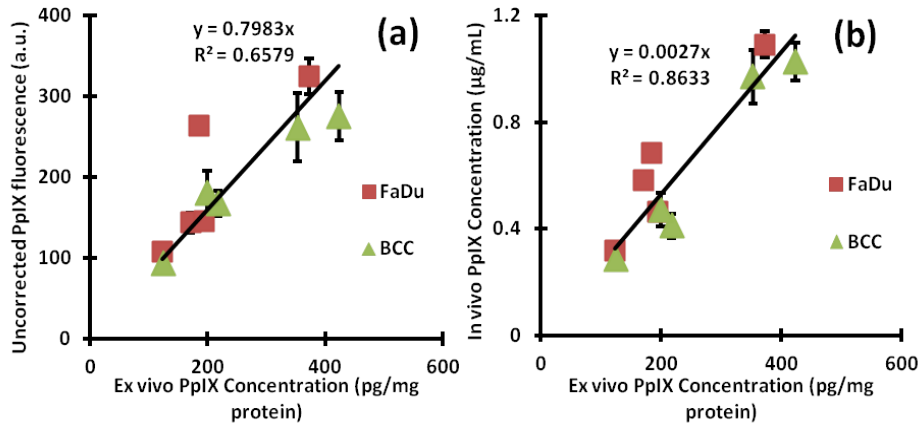 Uncorrected PpIX fluorescence (a.u.)
400
300
200
100
0
y = 0.7983x
R² = 0.6579
(a)
FaDu
BCC
0
200
400
600
Ex vivo PpIX Concentration (pg/mg
protein)
In vivo PpIX Concentration (µg/mL)
1.2
0.8
0.4
0
y = 0.0027x
R² = 0.8633
(b)
FaDu
BCC
0
200
400
600
Ex vivo PpIX Concentration (pg/mg
protein)